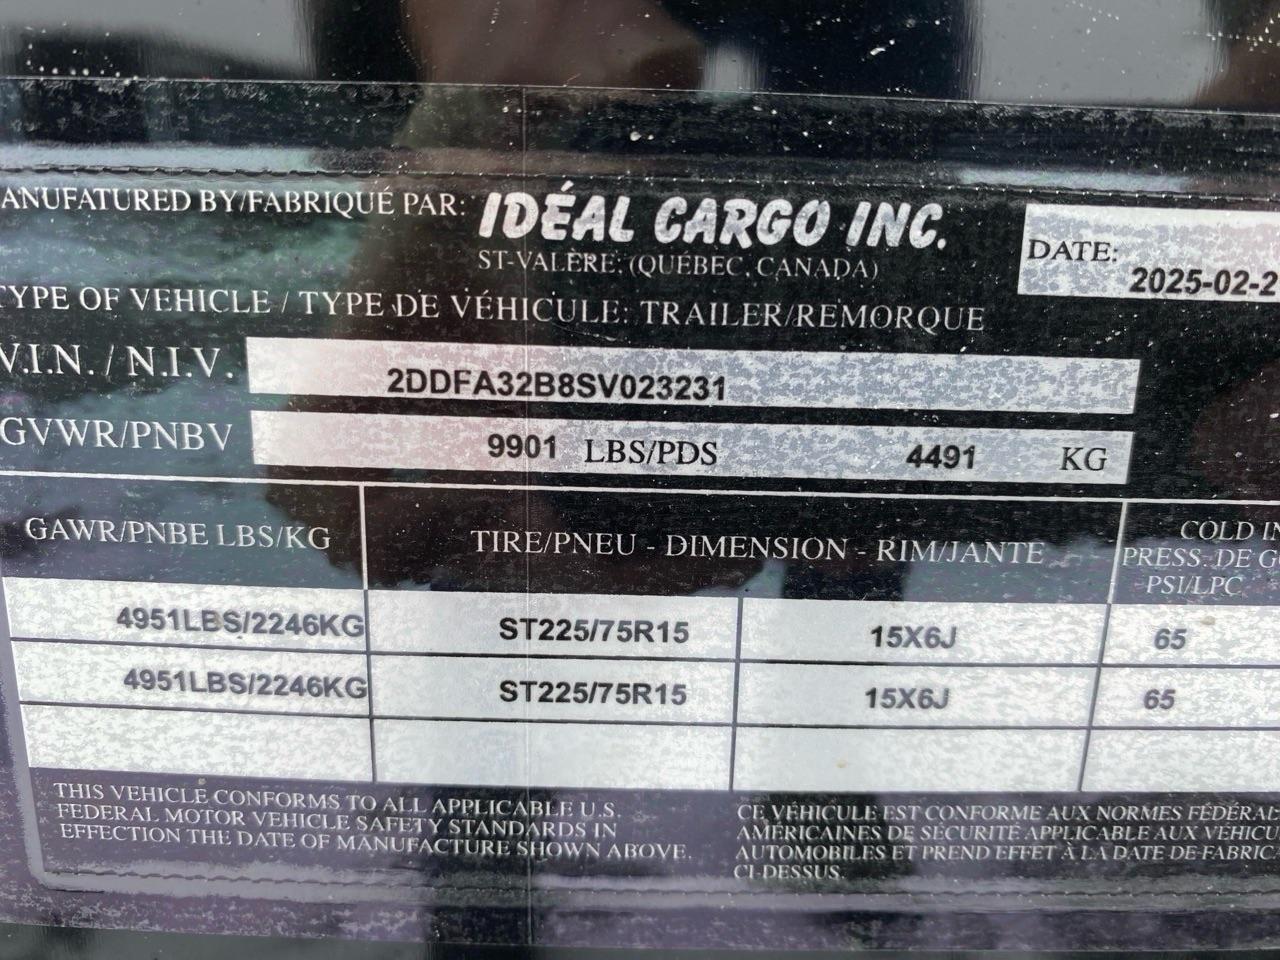 ANUFATURED BY/FABRIQUÉ PAR: IDÉAL CARGO INC.
ST-VALÈRE, (QUÉBEC, CANADA)
DATE:
2025-02-2
TYPE OF VEHICLE / TYPE DE VÉHICULE: TRAILER/REMORQUE
V.I.N. / N.I.V. 2DDFA32B8SV023231
GVWR/PNBV 9901 LBS/PDS 4491 KG
GAWR/PNBE LBS/KG TIRE/PNEU - DIMENSION - RIM/JANTE COLD IN
PRESS. DE G
PSI/LPC
4951LBS/2246KG ST225/75R15 15X6J 65
4951LBS/2246KG ST225/75R15 15X6J 65
THIS VEHICLE CONFORMS TO ALL APPLICABLE U.S.
FEDERAL MOTOR VEHICLE SAFETY STANDARDS IN
EFFECTION THE DATE OF MANUFACTURE SHOWN ABOVE.
CE VÉHICULE EST CONFORME AUX NORMES FÉDÉRAL
AMÉRICAINES DE SÉCURITÉ APPLICABLE AUX VÉHICU
AUTOMOBILES ET PREND EFFET À LA DATE DE FABRICA
CI-DESSUS.